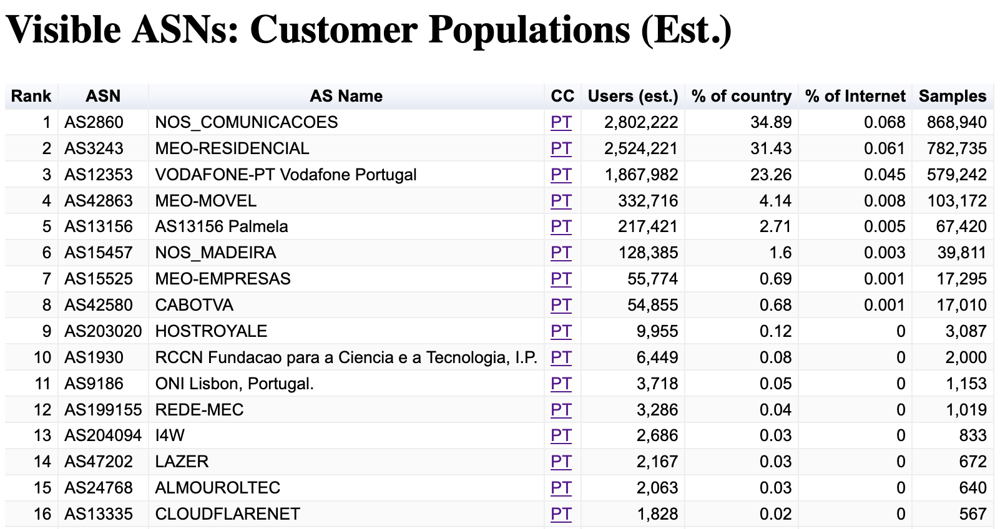 Visible ASNs: Customer Populations (Est.)
Rank ASN AS Name CC Users (est.) % of country % of Internet Samples
1 AS2860 NOS_COMUNICACOES PT 2,802,222 34.89 0.068 868,940
2 AS3243 MEO-RESIDENCIAL PT 2,524,221 31.43 0.061 782,735
3 AS12353 VODAFONE-PT Vodafone Portugal PT 1,867,982 23.26 0.045 579,242
4 AS42863 MEO-MOVEL PT 332,716 4.14 0.008 103,172
5 AS13156 AS13156 Palmela PT 217,421 2.71 0.005 67,420
6 AS15457 NOS_MADEIRA PT 128,385 1.6 0.003 39,811
7 AS15525 MEO-EMPRESAS PT 55,774 0.69 0.001 17,295
8 AS42580 CABOTVA PT 54,855 0.68 0.001 17,010
9 AS203020 HOSTROYALE PT 9,955 0.12 0 3,087
10 AS1930 RCCN Fundacao para a Ciencia e a Tecnologia, I.P. PT 6,449 0.08 0 2,000
11 AS9186 ONI Lisbon, Portugal. PT 3,718 0.05 0 1,153
12 AS199155 REDE-MEC PT 3,286 0.04 0 1,019
13 AS204094 I4W PT 2,686 0.03 0 833
14 AS47202 LAZER PT 2,167 0.03 0 672
15 AS24768 ALMOUROLTEC PT 2,063 0.03 0 640
16 AS13335 CLOUDFLARENET PT 1,828 0.02 0 567